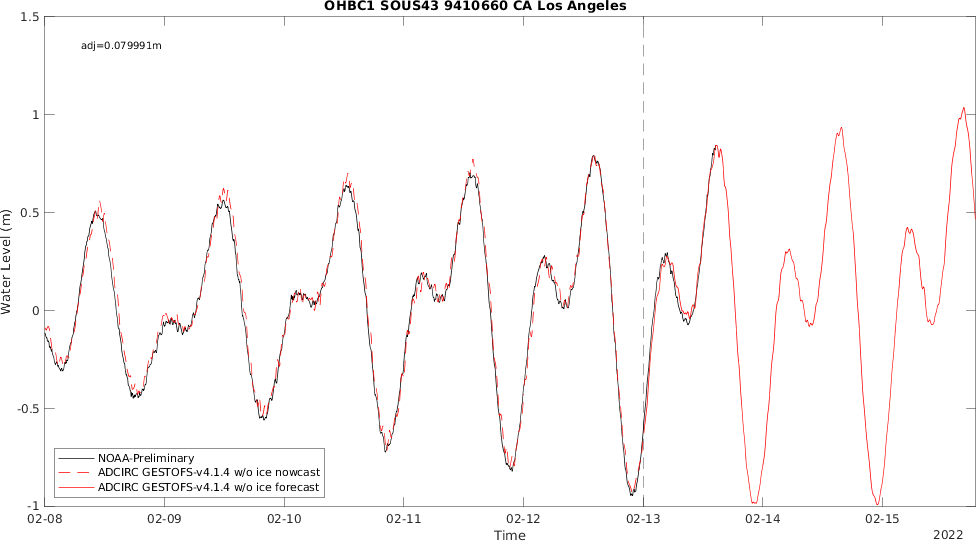 OHBC1 SOUS43 9410660 CA Los Angeles
adj=0.079991m
1.5
1
0.5
0
-0.5
-1
Water Level (m)
NOAA-Preliminary
ADCIRC GESTOFS-v4.1.4 w/o ice nowcast
ADCIRC GESTOFS-v4.1.4 w/o ice forecast
02-08 02-09 02-10 02-11 02-12 02-13 02-14 02-15
Time
2022